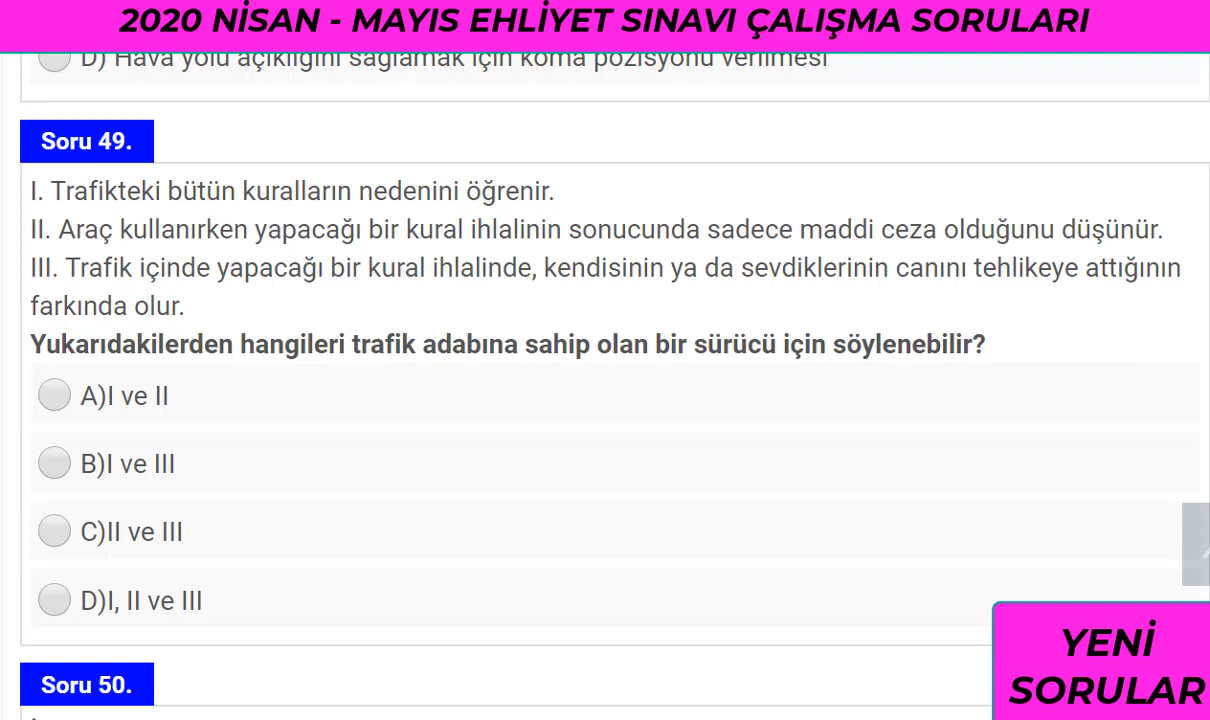 2020 NİSAN - MAYIS EHLİYET SINAVI ÇALIŞMA SORULARI
D) Hava yolu açıklığını sağlamak için koma pozisyonu verilmesi
Soru 49.
I. Trafikteki bütün kuralların nedenini öğrenir.
II. Araç kullanırken yapacağı bir kural ihlalinin sonucunda sadece maddi ceza olduğunu düşünür.
III. Trafik içinde yapacağı bir kural ihlalinde, kendisinin ya da sevdiklerinin canını tehlikeye attığının
farkında olur.
Yukarıdakilerden hangileri trafik adabına sahip olan bir sürücü için söylenebilir?
A)I ve II
B)I ve III
C)II ve III
D)I, II ve III
YENİ
SORULAR
Soru 50.